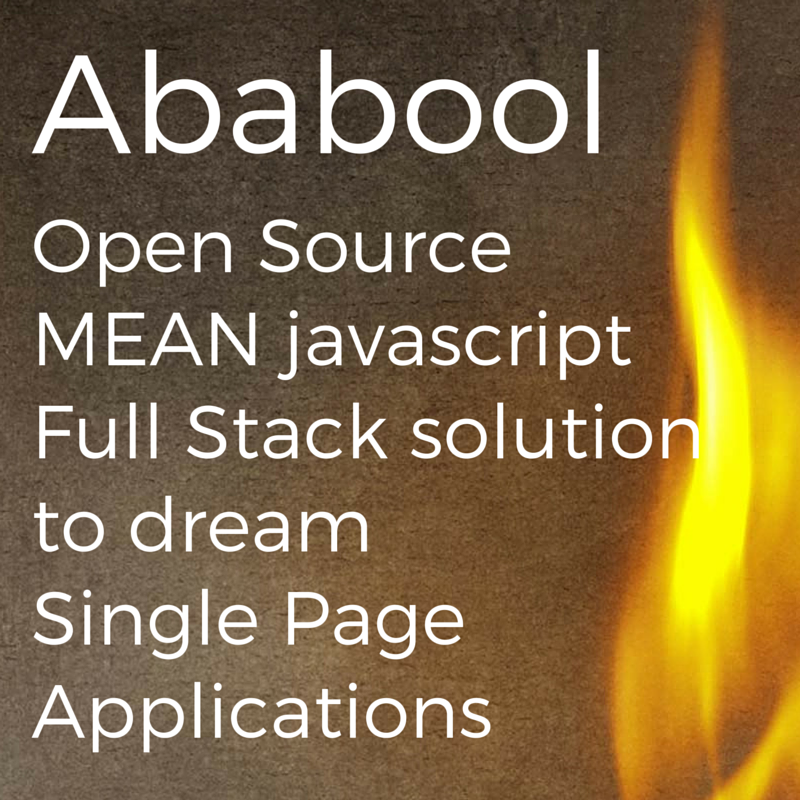 Ababool
Open Source
MEAN javascript
Full Stack solution
to dream
Single Page
Applications